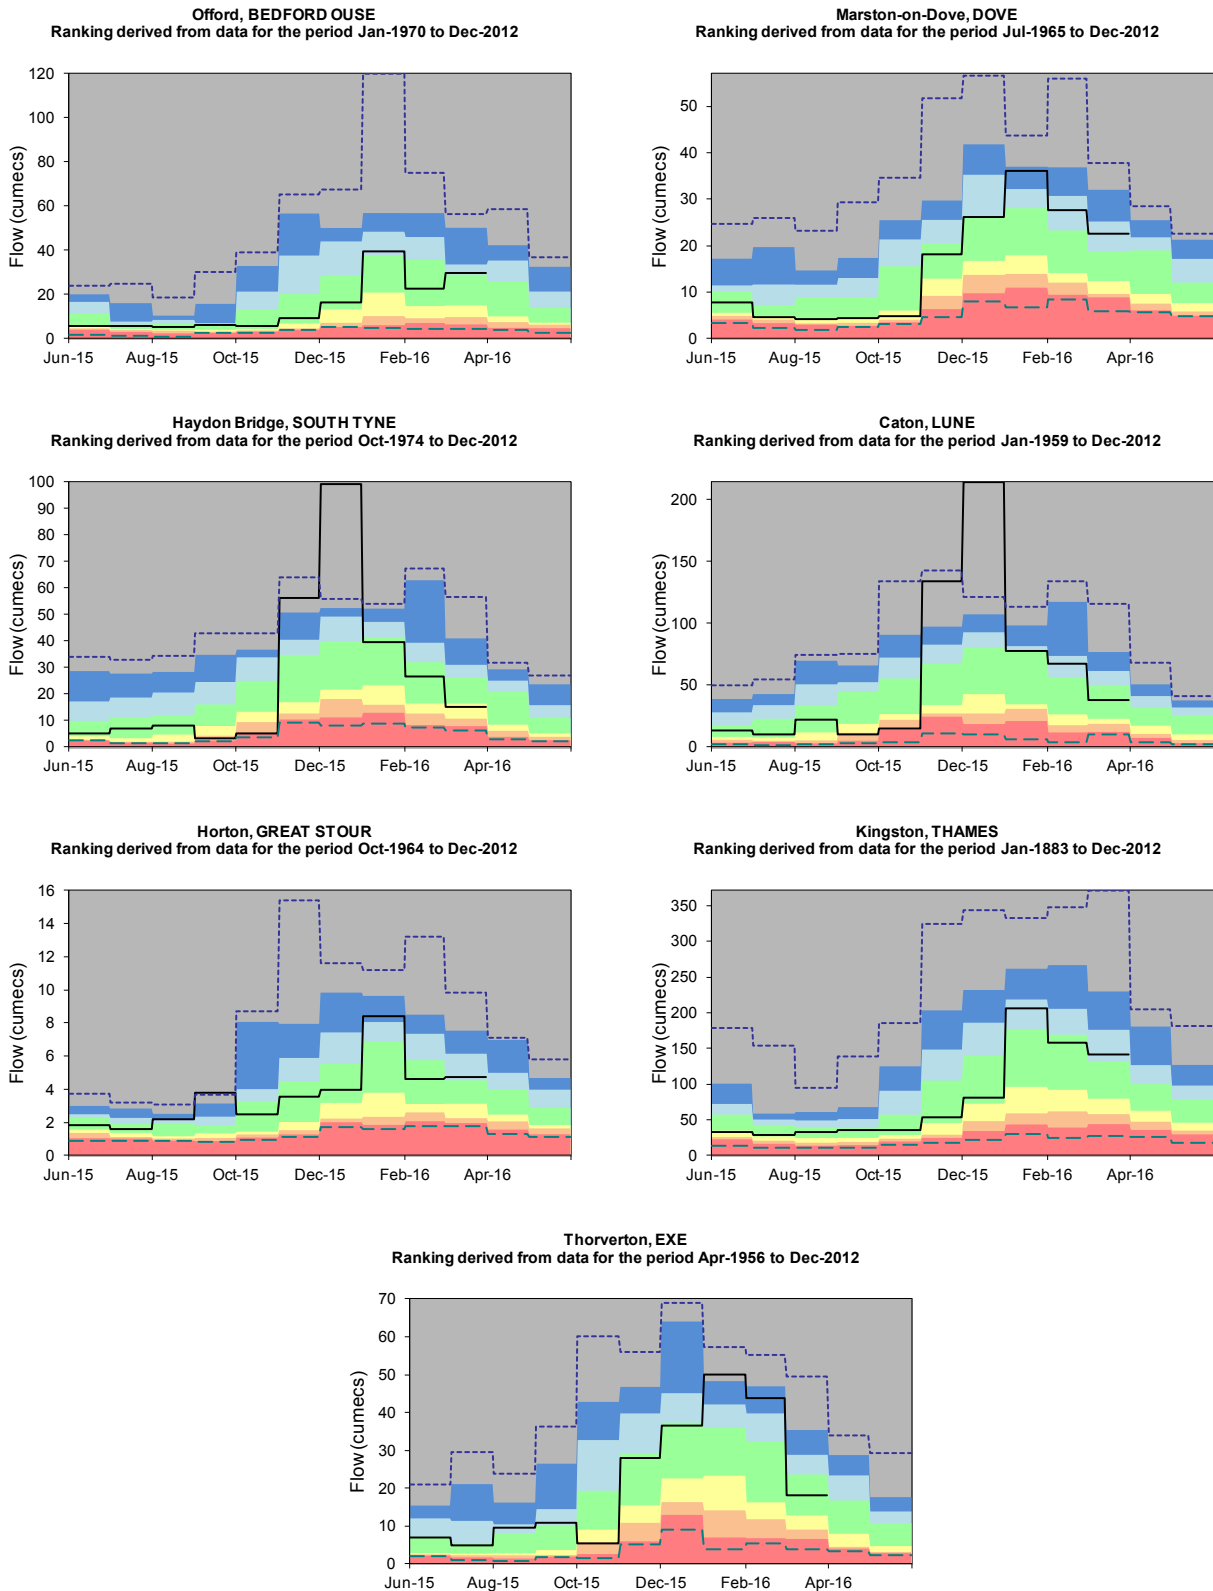 Offord, BEDFORD OUSE
Ranking derived from data for the period Jan-1970 to Dec-2012
Flow (cumecs)
120
100
80
60
40
20
0
Jun-15 Aug-15 Oct-15 Dec-15 Feb-16 Apr-16
Marston-on-Dove, DOVE
Ranking derived from data for the period Jul-1965 to Dec-2012
Flow (cumecs)
50
40
30
20
10
0
Jun-15 Aug-15 Oct-15 Dec-15 Feb-16 Apr-16
Haydon Bridge, SOUTH TYNE
Ranking derived from data for the period Oct-1974 to Dec-2012
Flow (cumecs)
100
90
80
70
60
50
40
30
20
10
0
Jun-15 Aug-15 Oct-15 Dec-15 Feb-16 Apr-16
Caton, LUNE
Ranking derived from data for the period Jan-1959 to Dec-2012
Flow (cumecs)
200
150
100
50
0
Jun-15 Aug-15 Oct-15 Dec-15 Feb-16 Apr-16
Horton, GREAT STOUR
Ranking derived from data for the period Oct-1964 to Dec-2012
Flow (cumecs)
16
14
12
10
8
6
4
2
0
Jun-15 Aug-15 Oct-15 Dec-15 Feb-16 Apr-16
Kingston, THAMES
Ranking derived from data for the period Jan-1883 to Dec-2012
Flow (cumecs)
350
300
250
200
150
100
50
0
Jun-15 Aug-15 Oct-15 Dec-15 Feb-16 Apr-16
Thorverton, EXE
Ranking derived from data for the period Apr-1956 to Dec-2012
Flow (cumecs)
70
60
50
40
30
20
10
0
Jun-15 Aug-15 Oct-15 Dec-15 Feb-16 Apr-16